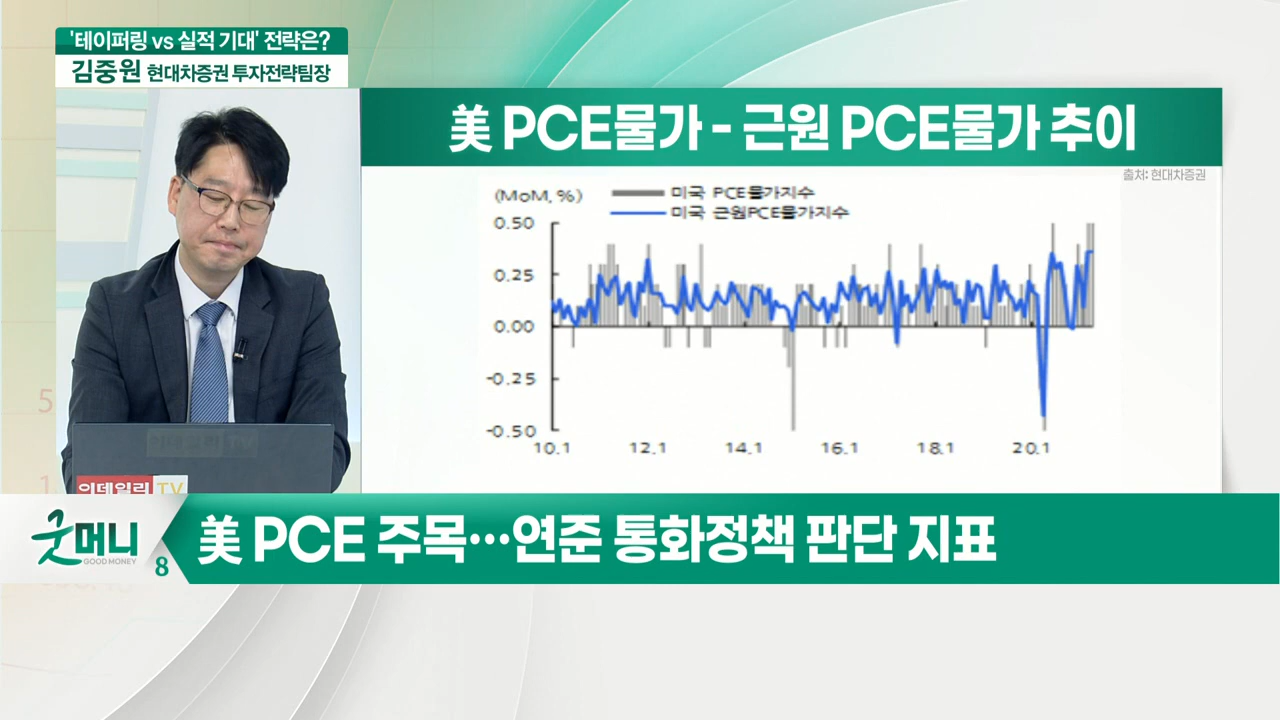 '테이퍼링 vs 실적 기대' 전략은?
김중원 현대차증권 투자전략팀장
美 PCE물가 - 근원 PCE물가 추이
출처: 현대차증권
(MoM, %)
미국 PCE물가지수
미국 근원PCE물가지수
0.50
0.25
0.00
-0.25
-0.50
10.1 12.1 14.1 16.1 18.1 20.1
5
1
이데일리 TV
굿머니
GOOD MONEY
8
美 PCE 주목…연준 통화정책 판단 지표